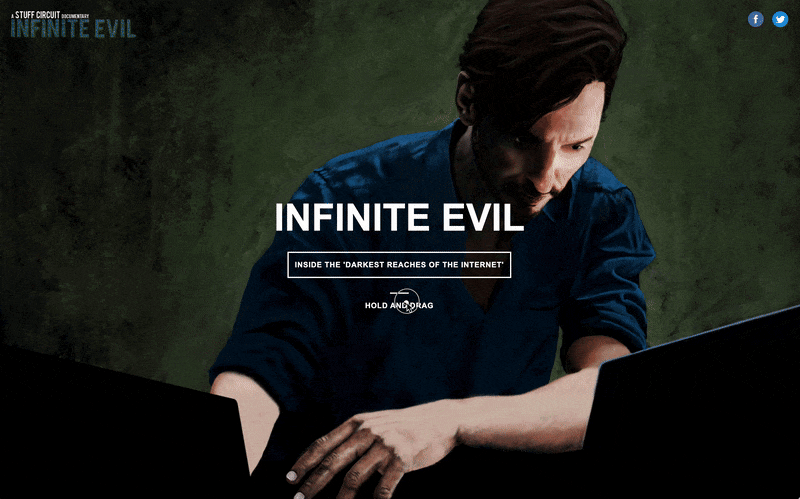 A STUFF CIRCUIT DOCUMENTARY
INFINITE EVIL
INFINITE EVIL
INSIDE THE 'DARKEST REACHES OF THE INTERNET'
HOLD AND DRAG